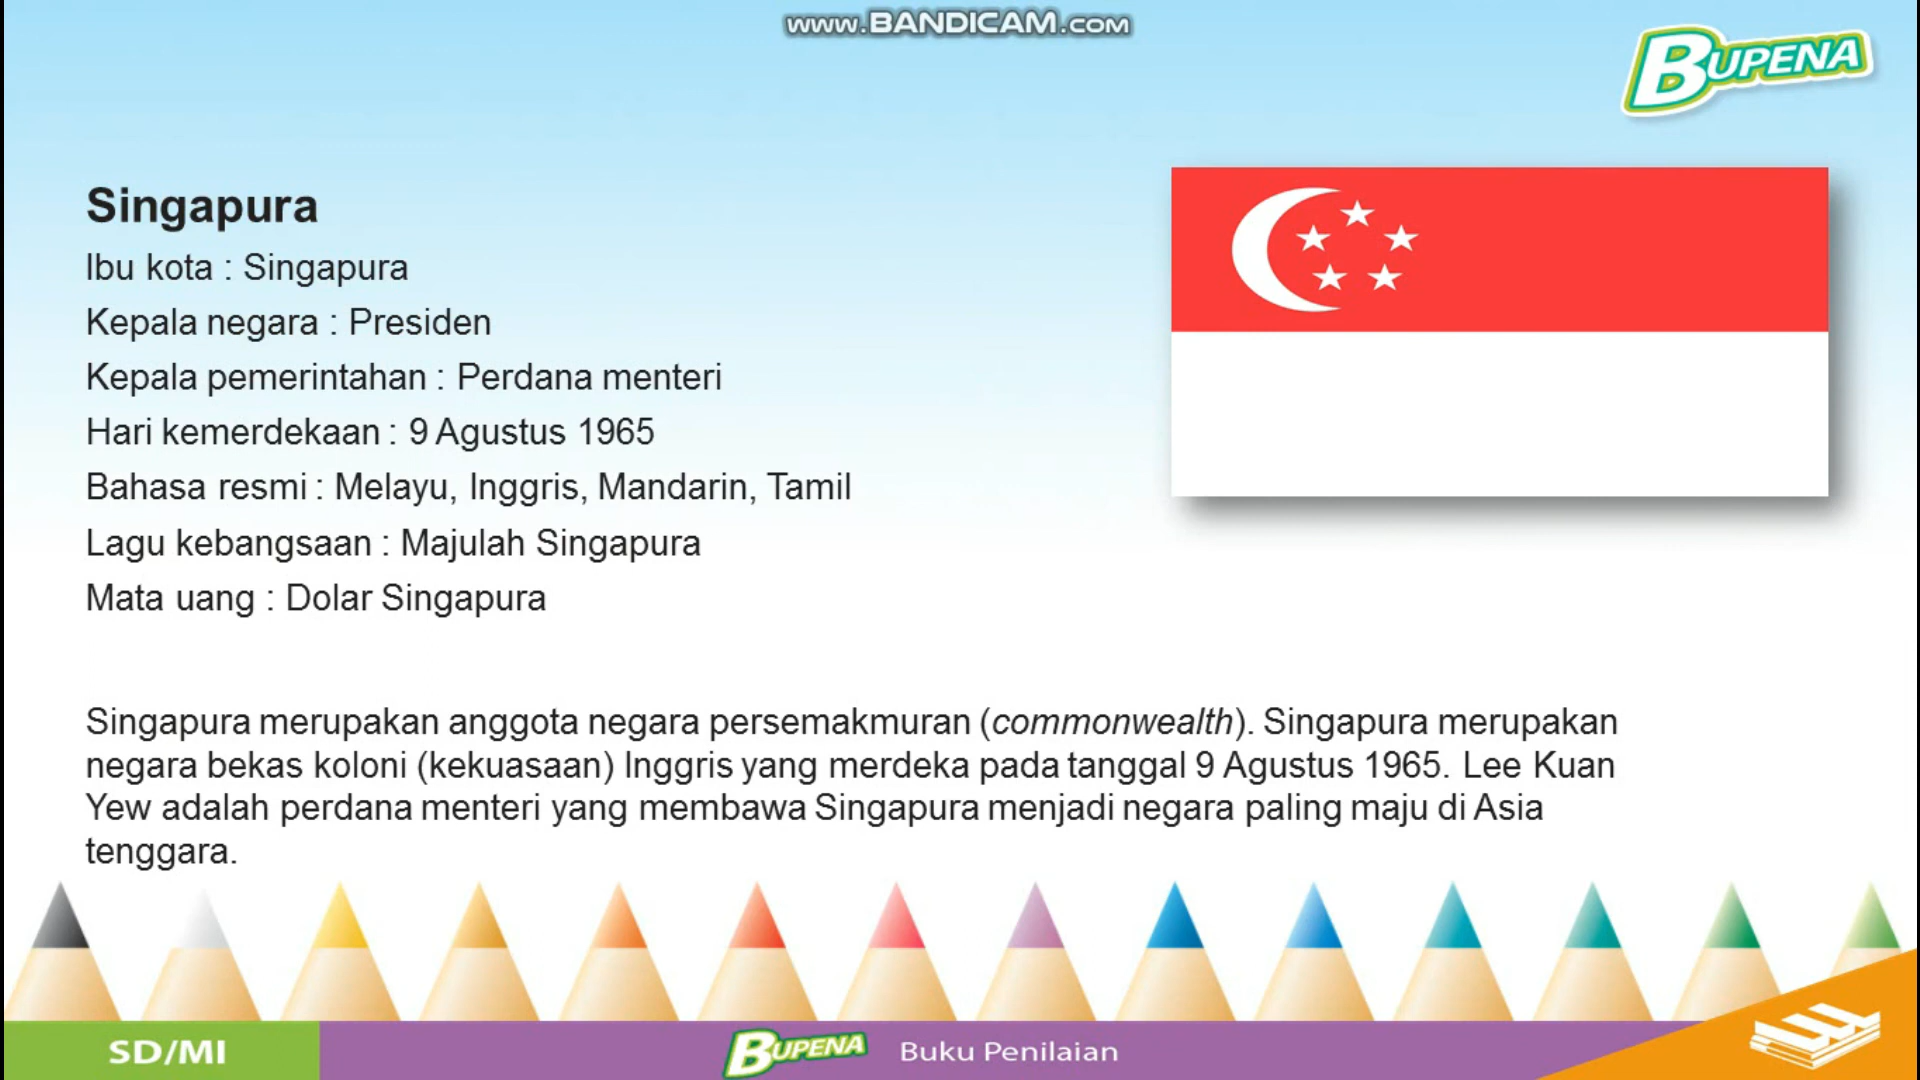 www.BANDICAM.COM
BUPENA
Singapura
Ibu kota : Singapura
Kepala negara : Presiden
Kepala pemerintahan : Perdana menteri
Hari kemerdekaan : 9 Agustus 1965
Bahasa resmi : Melayu, Inggris, Mandarin, Tamil
Lagu kebangsaan : Majulah Singapura
Mata uang : Dolar Singapura
Singapura merupakan anggota negara persemakmuran (commonwealth). Singapura merupakan
negara bekas koloni (kekuasaan) Inggris yang merdeka pada tanggal 9 Agustus 1965. Lee Kuan
Yew adalah perdana menteri yang membawa Singapura menjadi negara paling maju di Asia
tenggara.
SD/MI
BUPENA Buku Penilaian